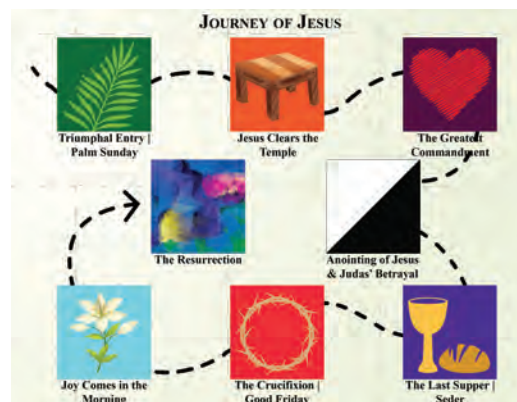 JOURNEY OF JESUS
Triumphal Entry |
Palm Sunday
Jesus Clears the
Temple
The Greatest
Commandment
The Resurrection
Anointing of Jesus
& Judas' Betrayal
Joy Comes in the
Morning
The Crucifixion |
Good Friday
The Last Supper |
Seder